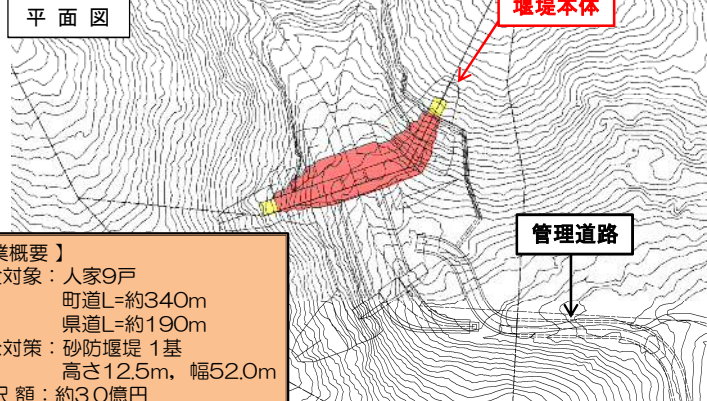 平面図
堰堤本体
管理道路
業概要】
対象：人家9戸
町道L=約340m
県道L=約190m
対策：砂防堰堤 1基
高さ12.5m，幅52.0m
額：約3.0億円